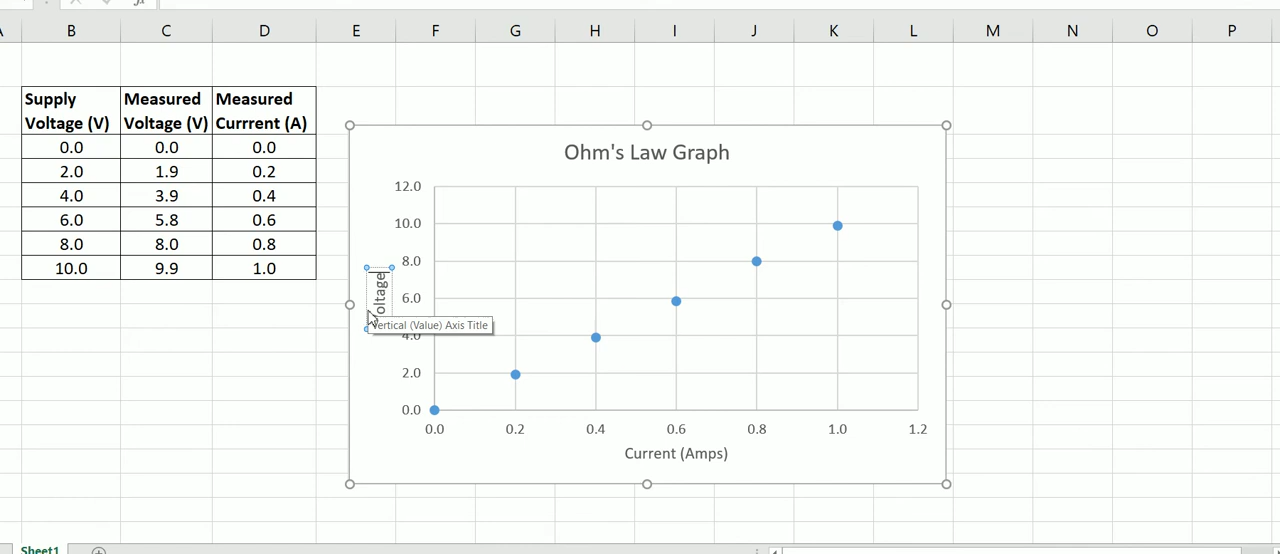 A B C D E F G H I J K L M N O P
Supply Voltage (V) Measured Voltage (V) Measured Currrent (A)
0.0 0.0 0.0
2.0 1.9 0.2
4.0 3.9 0.4
6.0 5.8 0.6
8.0 8.0 0.8
10.0 9.9 1.0
Ohm's Law Graph
12.0
10.0
8.0
6.0
4.0
2.0
0.0
Voltage
Vertical (Value) Axis Title
0.0 0.2 0.4 0.6 0.8 1.0 1.2
Current (Amps)
Sheet1